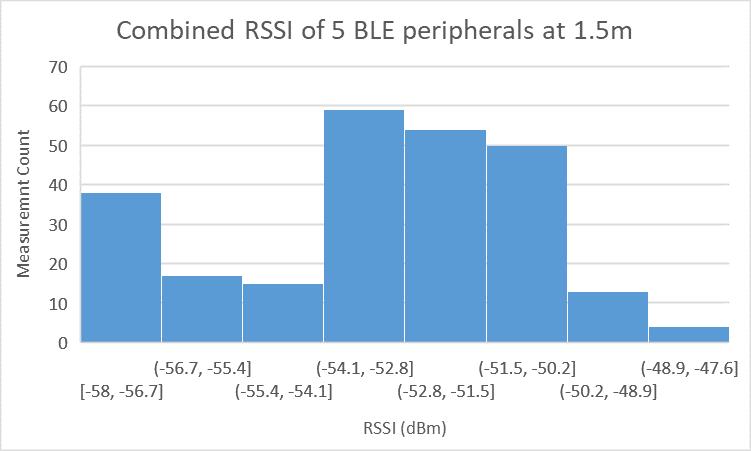 Combined RSSI of 5 BLE peripherals at 1.5m
70
60
50
40
30
20
10
0
Measuremnt Count
(-56.7, -55.4] (-54.1, -52.8] (-51.5, -50.2] (-48.9, -47.6]
[-58, -56.7] (-55.4, -54.1] (-52.8, -51.5] (-50.2, -48.9]
RSSI (dBm)